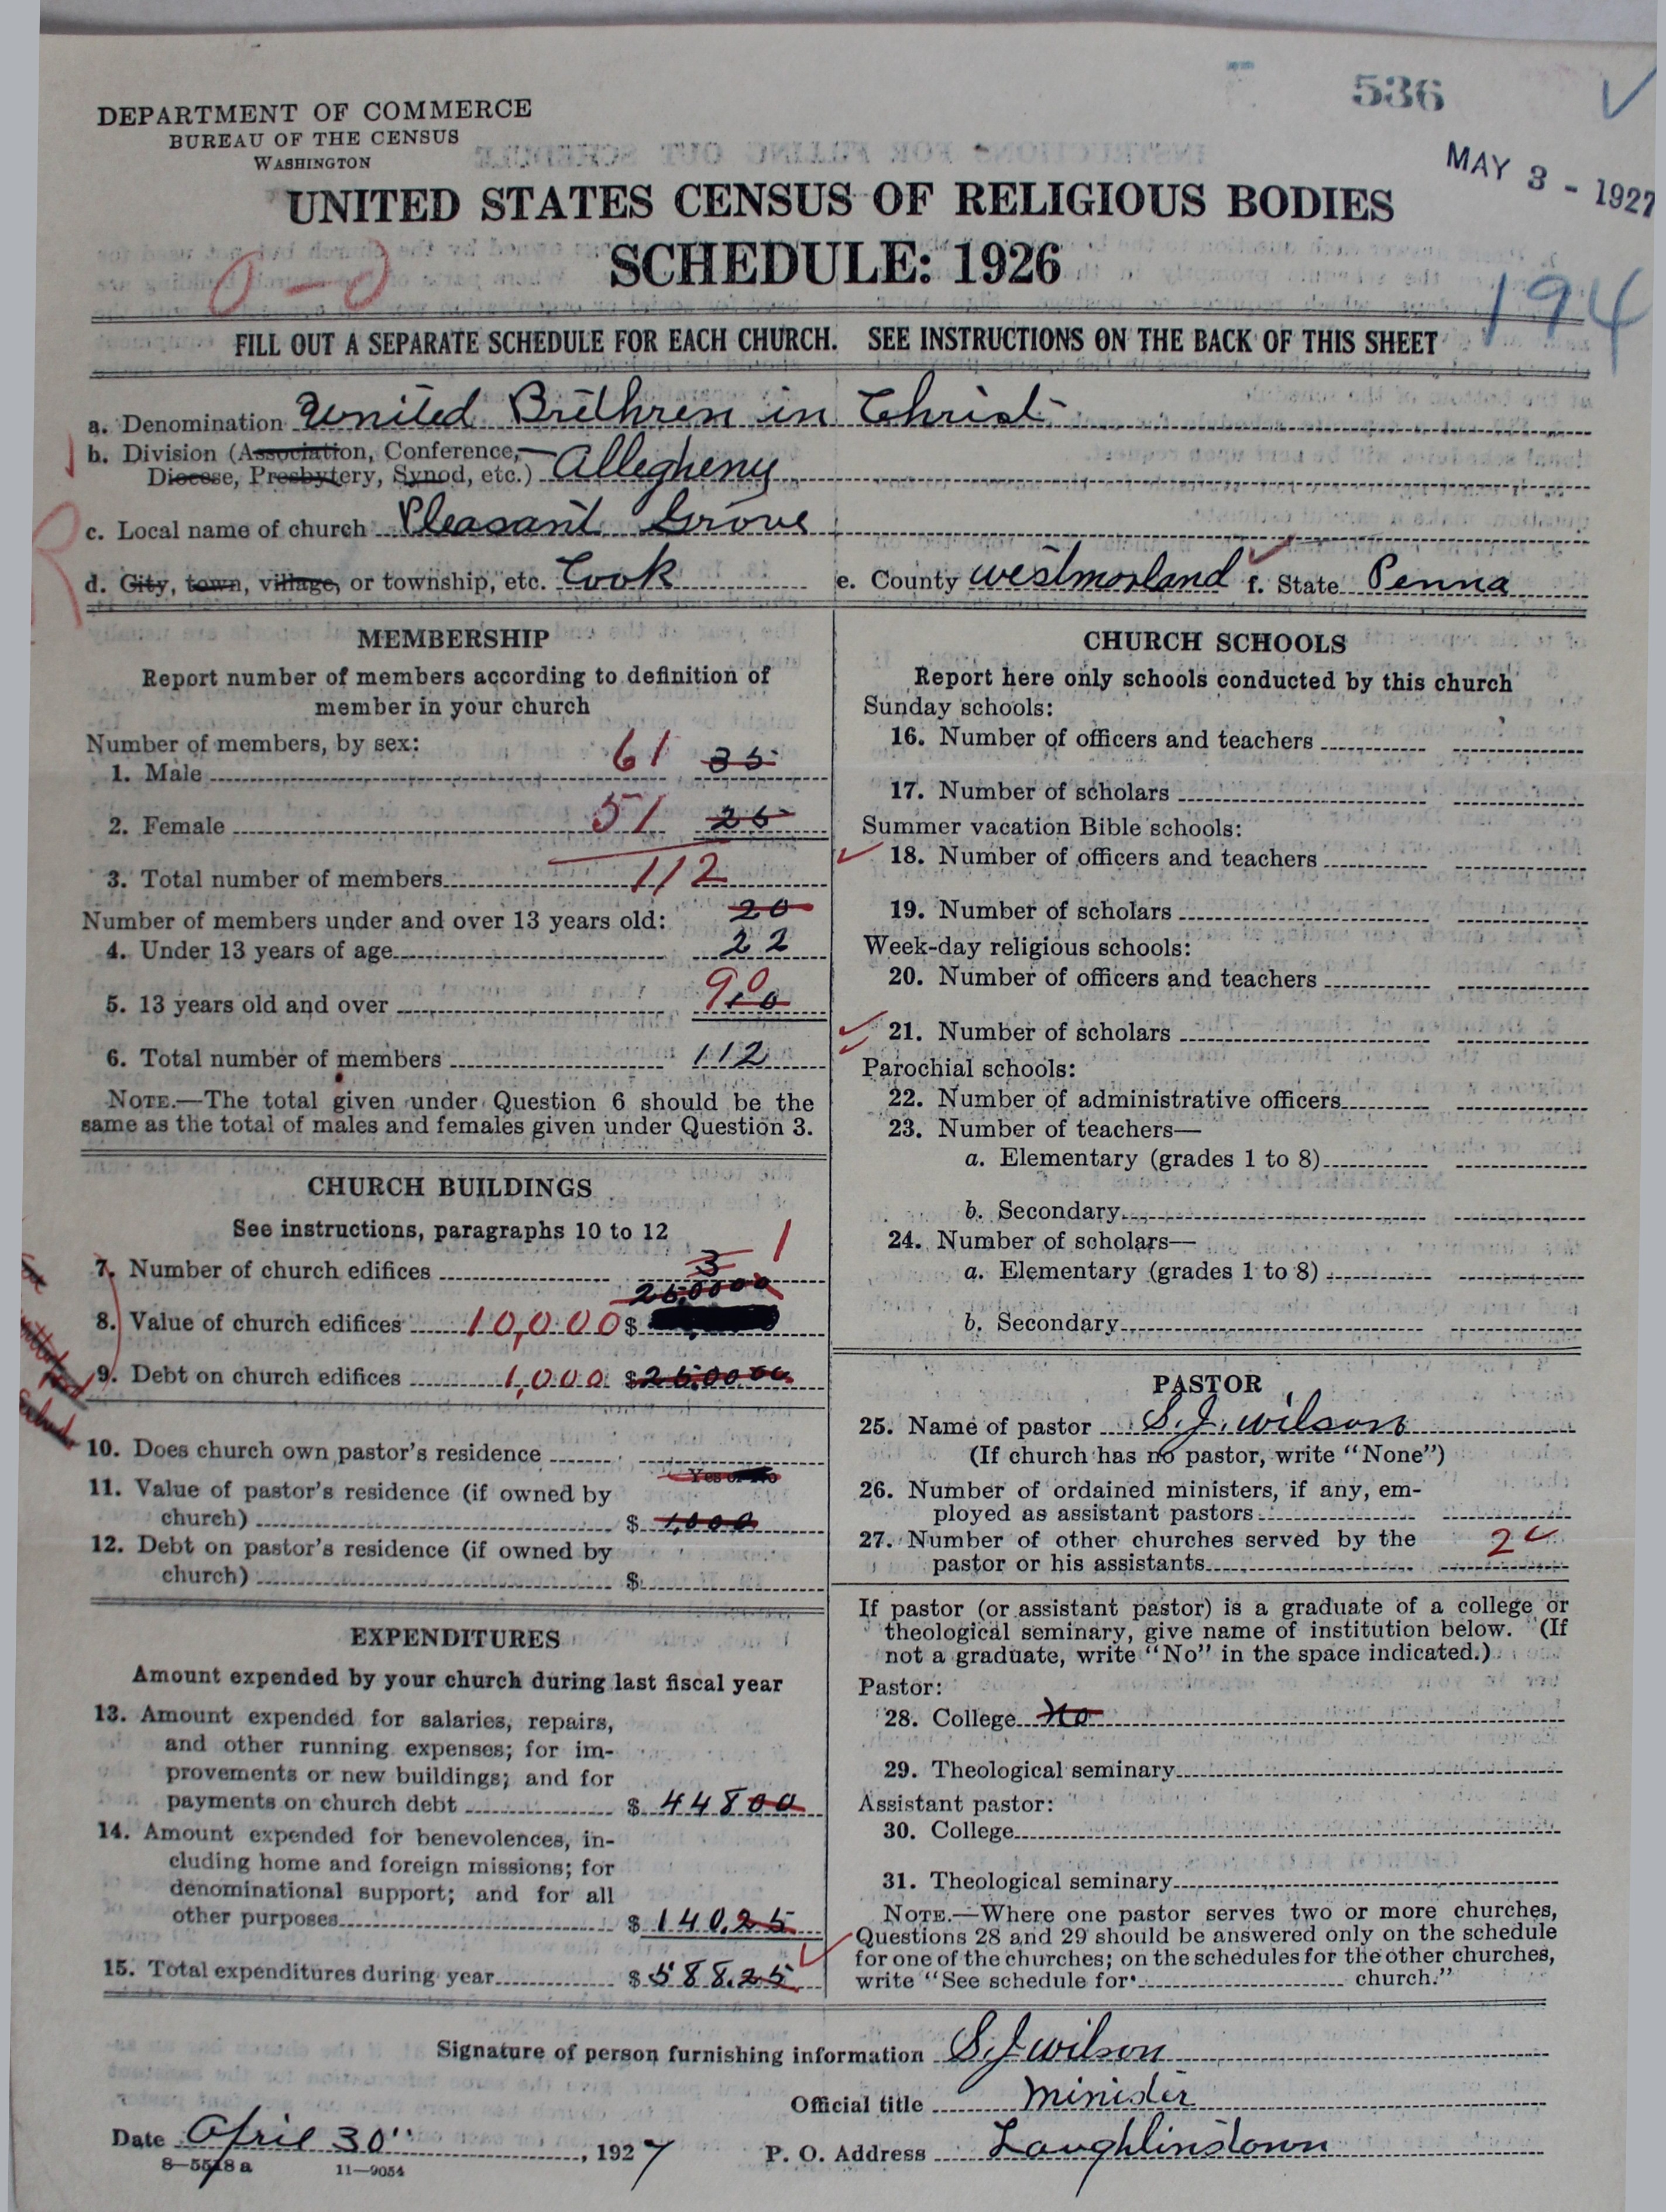 536
DEPARTMENT OF COMMERCE
BUREAU OF THE CENSUS
WASHINGTON
MAY 3 - 1927
UNITED STATES CENSUS OF RELIGIOUS BODIES
SCHEDULE: 1926
0-0
194
FILL OUT A SEPARATE SCHEDULE FOR EACH CHURCH. SEE INSTRUCTIONS ON THE BACK OF THIS SHEET
a. Denomination United Brethren in Christ
b. Division (Association, Conference,
Diocese, Presbytery, Synod, etc.) Allegheny
c. Local name of church Pleasant Grove
d. City, town, village, or township, etc. Cook e. County Westmorland f. State Penna
MEMBERSHIP
Report number of members according to definition of
member in your church
Number of members, by sex:
1. Male 61 35
2. Female 51 25
3. Total number of members 112
20
Number of members under and over 13 years old:
4. Under 13 years of age 22
5. 13 years old and over 90
6. Total number of members 112
NOTE.—The total given under Question 6 should be the
same as the total of males and females given under Question 3.
CHURCH BUILDINGS
See instructions, paragraphs 10 to 12
7. Number of church edifices 3 1
8. Value of church edifices 10,000 $
9. Debt on church edifices 1,000 $
10. Does church own pastor's residence
Yes or No
11. Value of pastor's residence (if owned by
church) $ 1,000
12. Debt on pastor's residence (if owned by
church) $
EXPENDITURES
Amount expended by your church during last fiscal year
13. Amount expended for salaries, repairs,
and other running expenses; for im-
provements or new buildings; and for
payments on church debt $ 448 00
14. Amount expended for benevolences, in-
cluding home and foreign missions; for
denominational support; and for all
other purposes $ 140.25
15. Total expenditures during year $ 588.25
CHURCH SCHOOLS
Report here only schools conducted by this church
Sunday schools:
16. Number of officers and teachers
17. Number of scholars
Summer vacation Bible schools:
18. Number of officers and teachers
19. Number of scholars
Week-day religious schools:
20. Number of officers and teachers
21. Number of scholars
Parochial schools:
22. Number of administrative officers
23. Number of teachers—
a. Elementary (grades 1 to 8)
b. Secondary
24. Number of scholars—
a. Elementary (grades 1 to 8)
b. Secondary
PASTOR
25. Name of pastor S. J. Wilson
(If church has no pastor, write "None")
26. Number of ordained ministers, if any, em-
ployed as assistant pastors
27. Number of other churches served by the
pastor or his assistants 2
If pastor (or assistant pastor) is a graduate of a college or
theological seminary, give name of institution below. (If
not a graduate, write "No" in the space indicated.)
Pastor:
28. College No
29. Theological seminary
Assistant pastor:
30. College
31. Theological seminary
NOTE.—Where one pastor serves two or more churches,
Questions 28 and 29 should be answered only on the schedule
for one of the churches; on the schedules for the other churches,
write "See schedule for church."
Signature of person furnishing information S. J. Wilson
Official title Minister
Date April 30", 1927 P. O. Address Laughlinstown
8-5518 a 11-9054